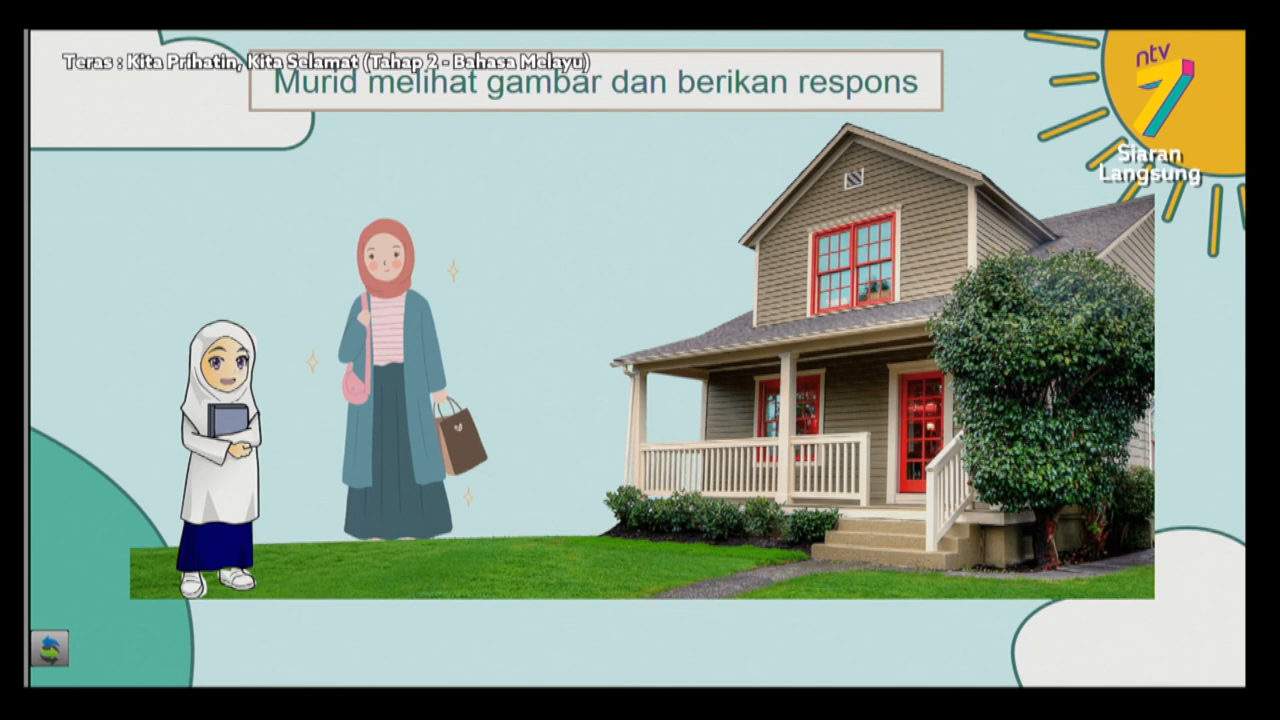 Teras : Kita Prihatin, Kita Selamat (Tahap 2 - Bahasa Melayu)
Murid melihat gambar dan berikan respons
ntv
7
Siaran
Langsung